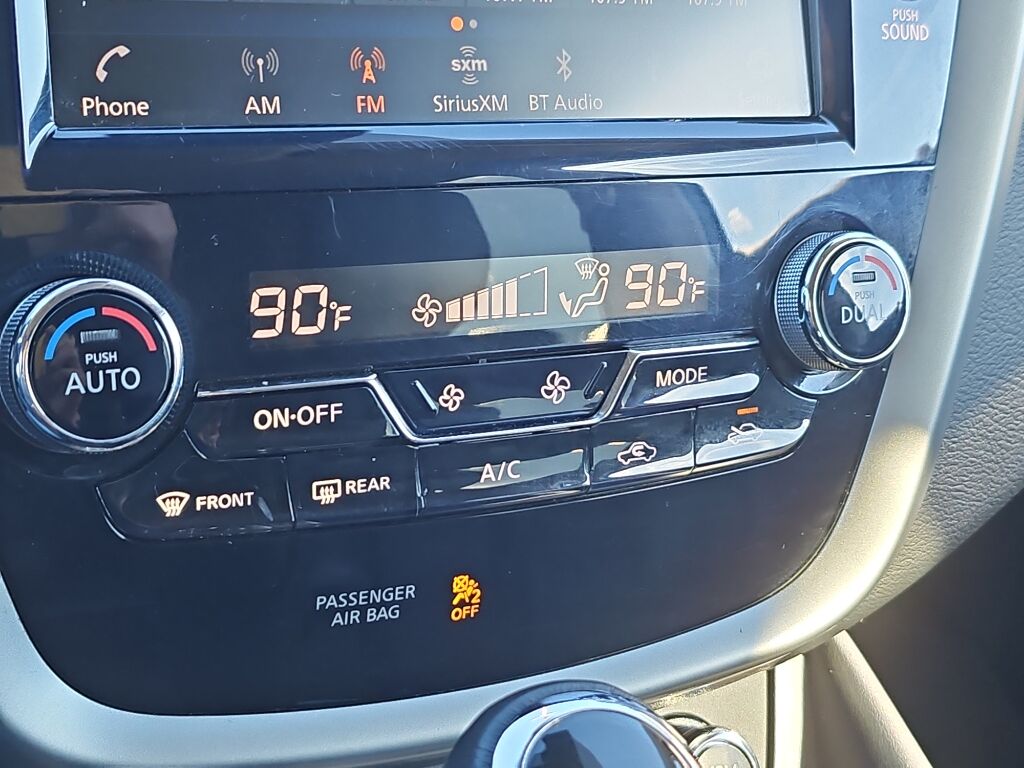 PUSH
SOUND
Phone
AM
FM
sxm
SiriusXM
BT Audio
90°F
90°F
PUSH
AUTO
PUSH
DUAL
ON·OFF
MODE
FRONT
REAR
A/C
PASSENGER
AIR BAG
2
OFF